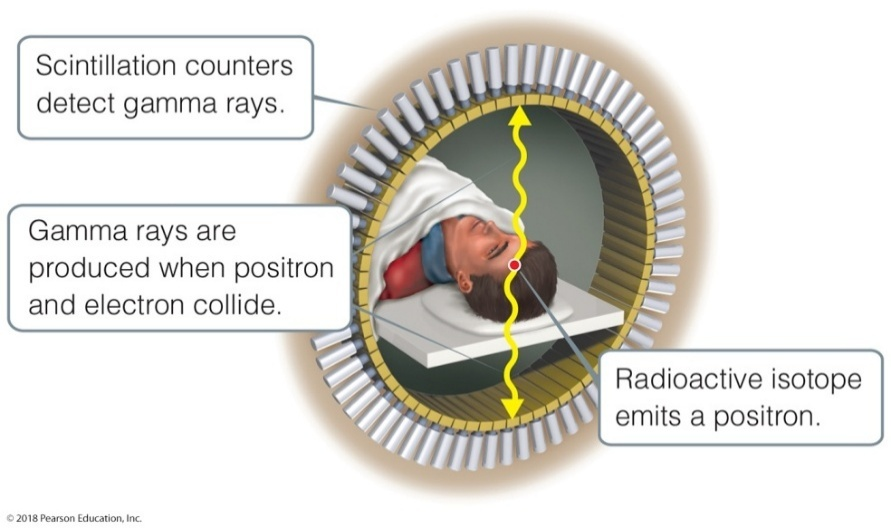 Scintillation counters
detect gamma rays.
Gamma rays are
produced when positron
and electron collide.
Radioactive isotope
emits a positron.
© 2018 Pearson Education, Inc.